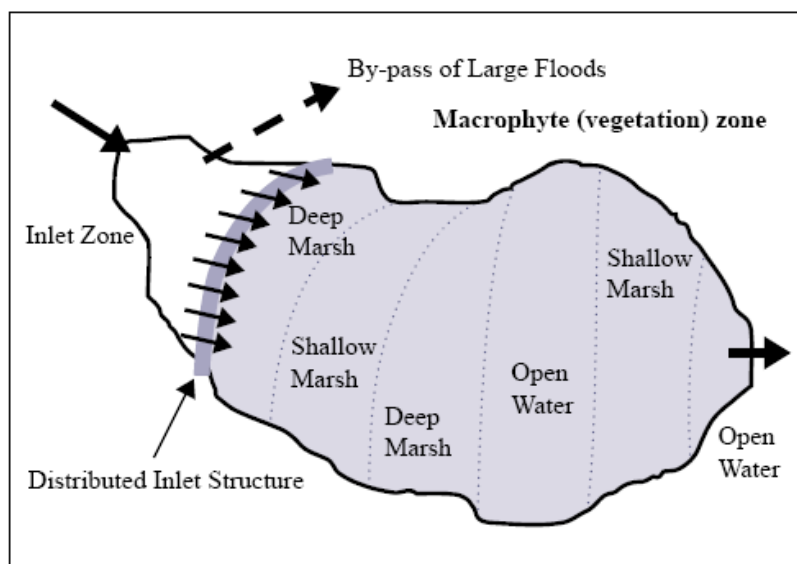 By-pass of Large Floods
Macrophyte (vegetation) zone
Inlet Zone
Deep
Marsh
Shallow
Marsh
Shallow
Marsh
Deep
Marsh
Open
Water
Open
Water
Distributed Inlet Structure